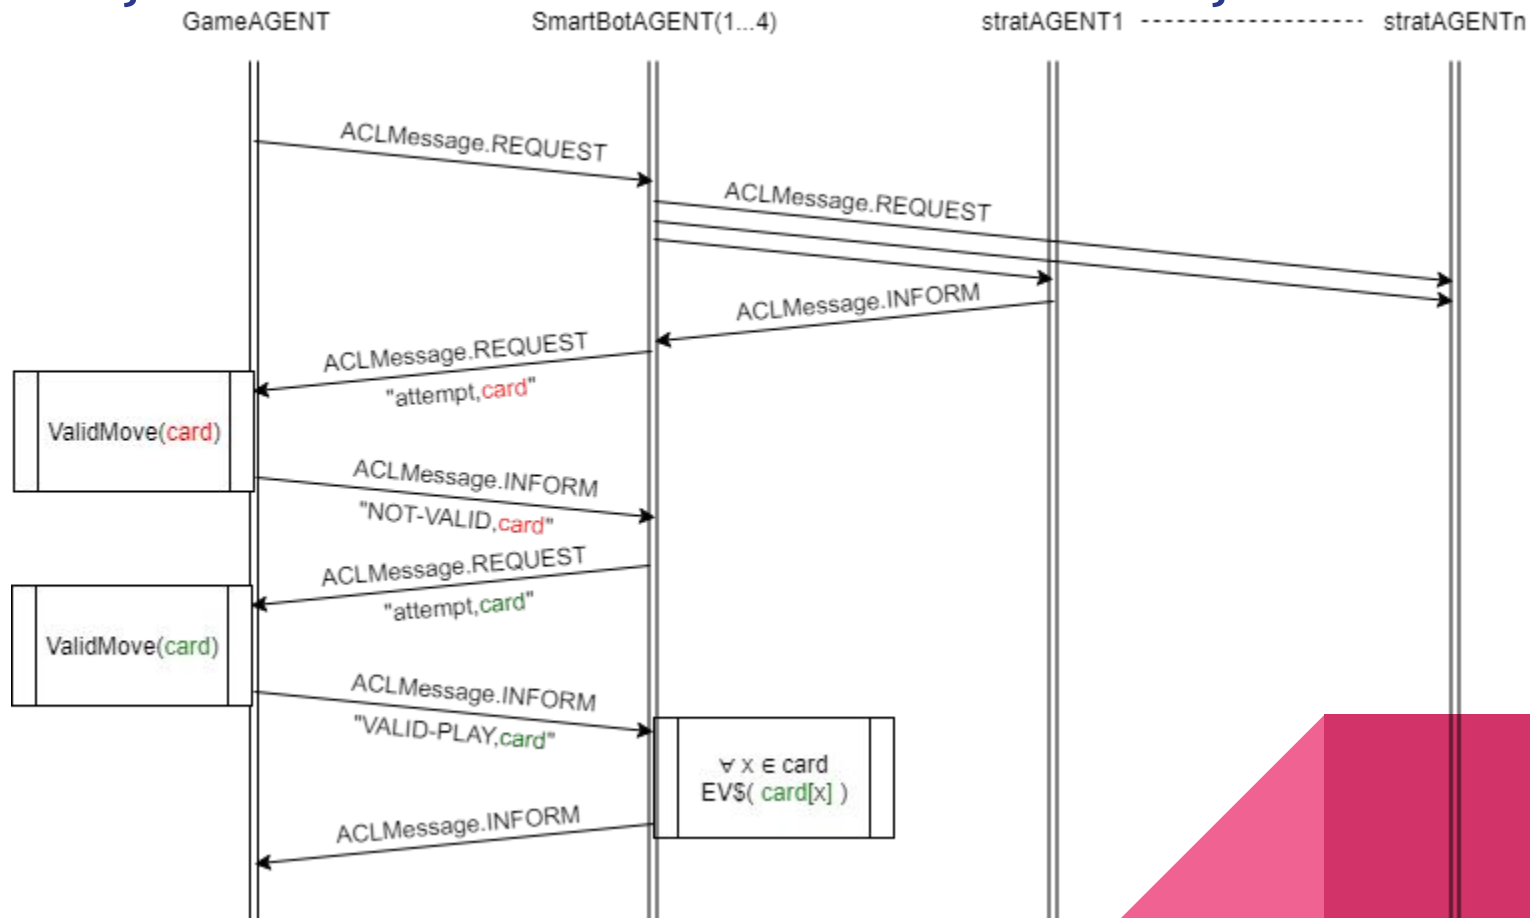 GameAGENT
SmartBotAGENT(1...4)
stratAGENT1
stratAGENTn
ACLMessage.REQUEST
ACLMessage.REQUEST
ACLMessage.INFORM
ACLMessage.REQUEST
"attempt,card"
ValidMove(card)
ACLMessage.INFORM
"NOT-VALID,card"
ACLMessage.REQUEST
"attempt,card"
ValidMove(card)
ACLMessage.INFORM
"VALID-PLAY,card"
∀ x ∈ card
EV$( card[x] )
ACLMessage.INFORM